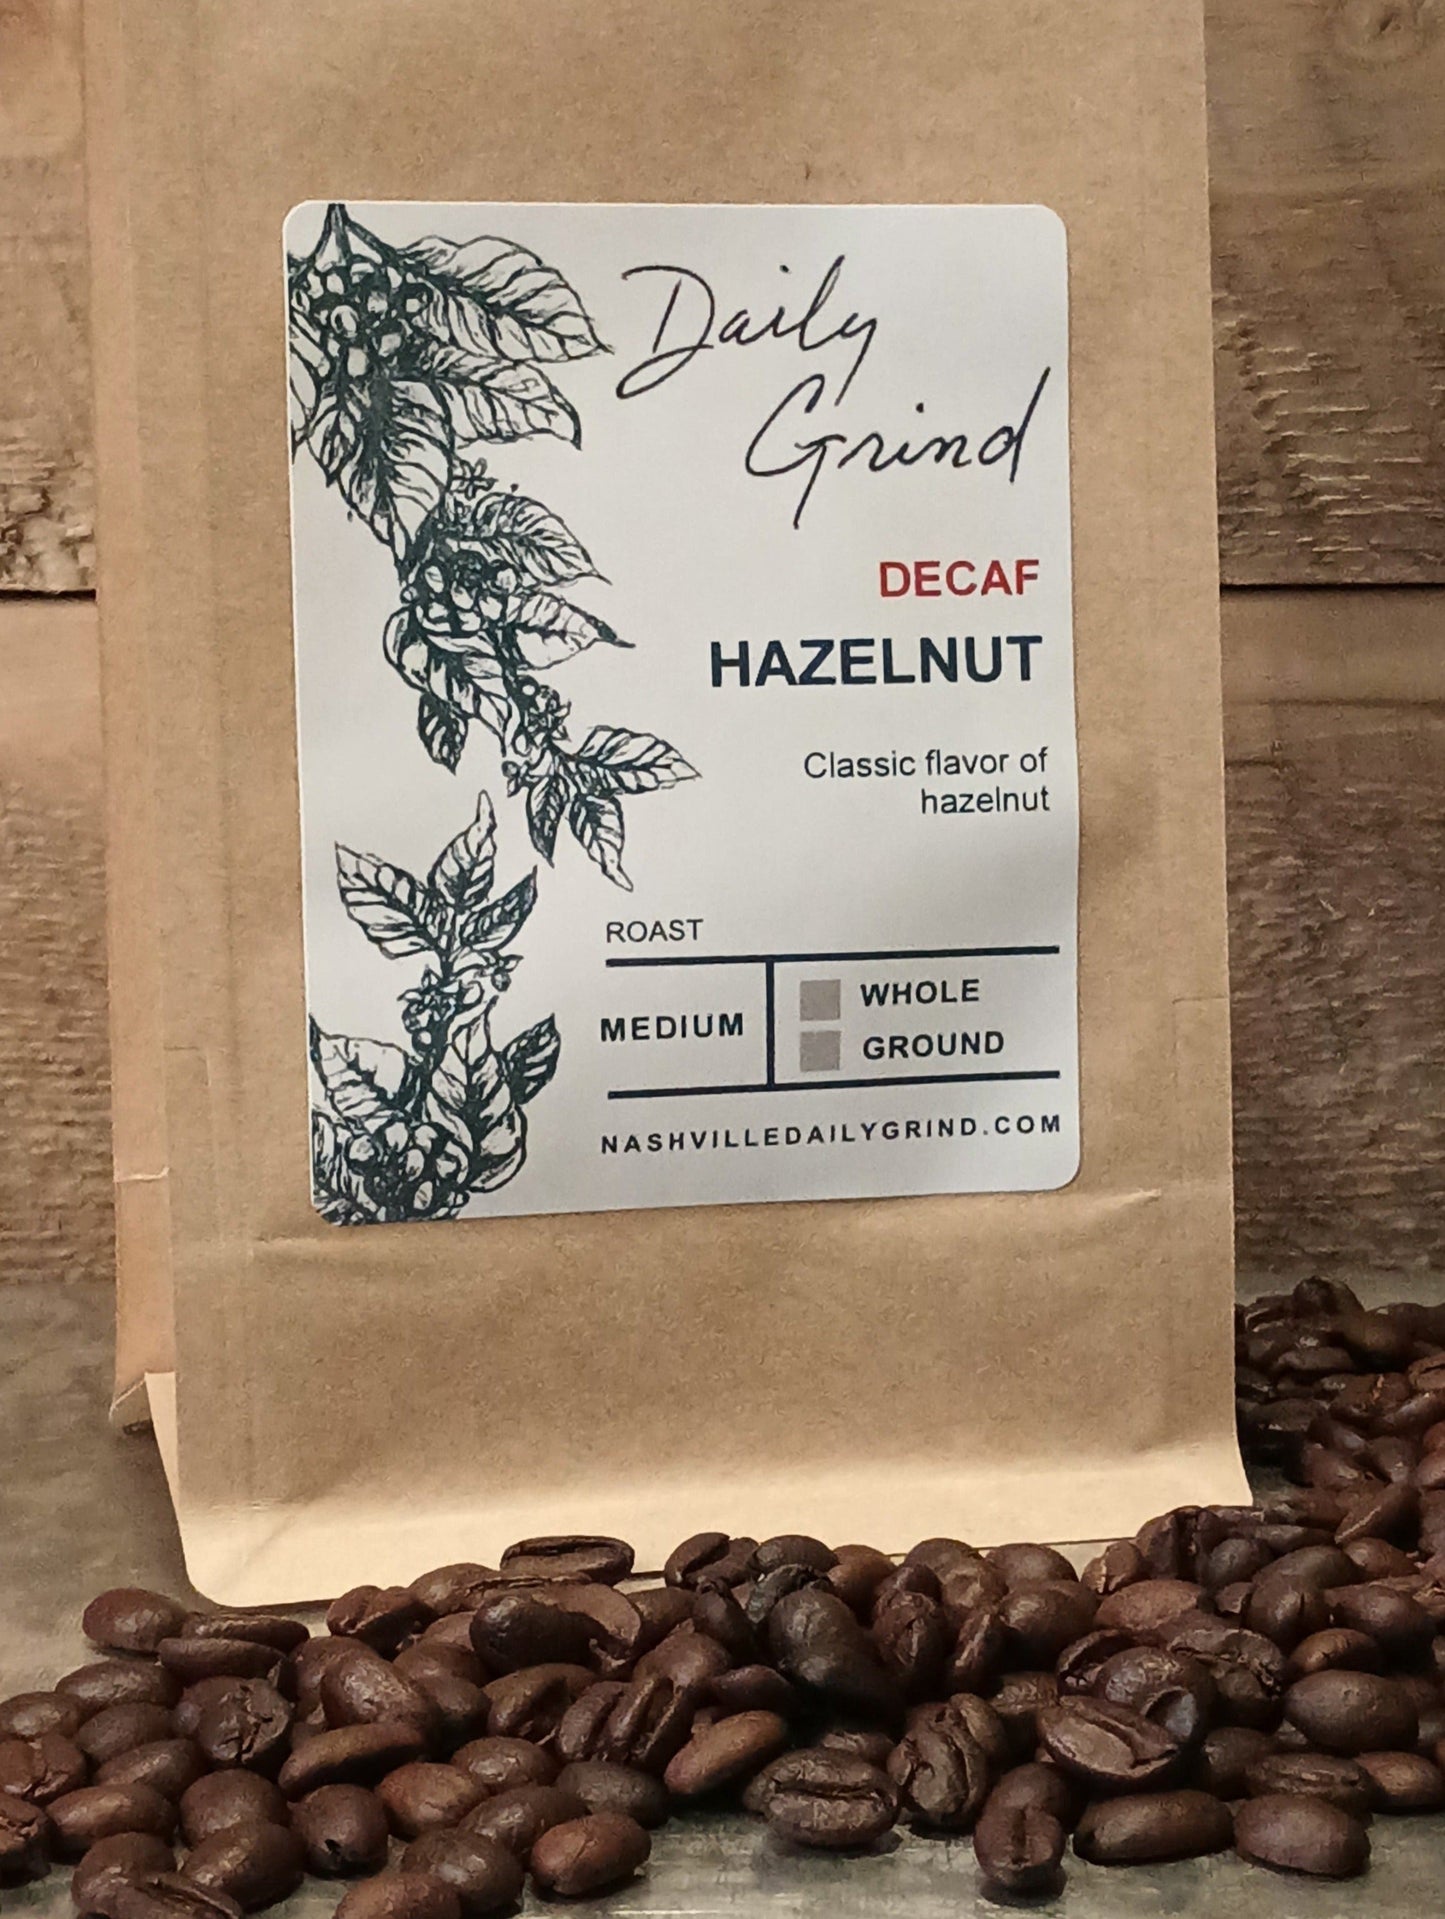 Daily
Grind
DECAF
HAZELNUT
Classic flavor of
hazelnut
ROAST
MEDIUM
WHOLE
GROUND
NASHVILLEDAILYGRIND.COM